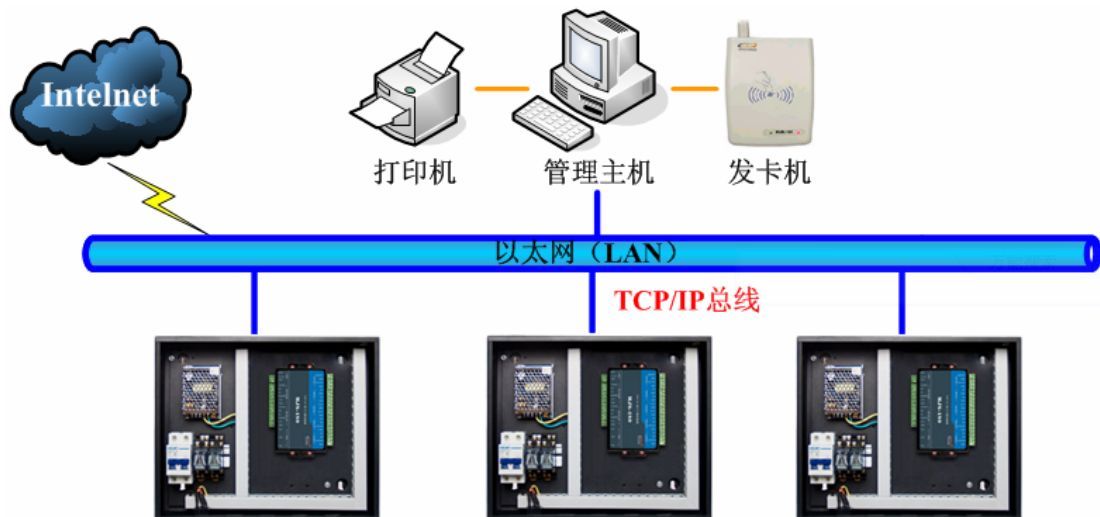 Intelnet
打印机
管理主机
发卡机
以太网（LAN）
TCP/IP总线